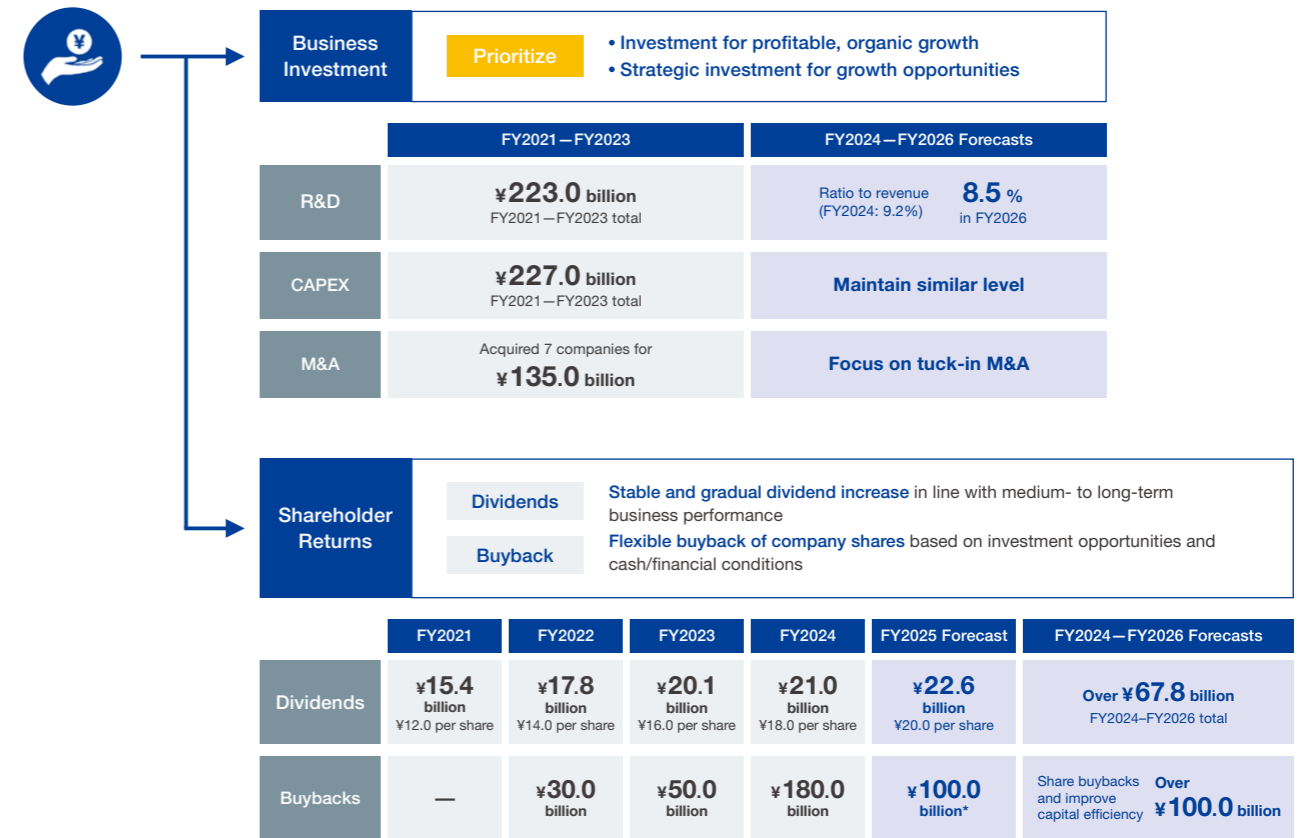 ¥
Business
Investment
Prioritize
• Investment for profitable, organic growth
• Strategic investment for growth opportunities
FY2021—FY2023
FY2024—FY2026 Forecasts
R&D
¥223.0 billion
FY2021—FY2023 total
Ratio to revenue
(FY2024: 9.2%)
8.5 %
in FY2026
CAPEX
¥227.0 billion
FY2021—FY2023 total
Maintain similar level
M&A
Acquired 7 companies for
¥135.0 billion
Focus on tuck-in M&A
Shareholder
Returns
Dividends
Stable and gradual dividend increase in line with medium- to long-term
business performance
Buyback
Flexible buyback of company shares based on investment opportunities and
cash/financial conditions
FY2021
FY2022
FY2023
FY2024
FY2025 Forecast
FY2024—FY2026 Forecasts
Dividends
¥15.4
billion
¥12.0 per share
¥17.8
billion
¥14.0 per share
¥20.1
billion
¥16.0 per share
¥21.0
billion
¥18.0 per share
¥22.6
billion
¥20.0 per share
Over ¥67.8 billion
FY2024–FY2026 total
Buybacks
—
¥30.0
billion
¥50.0
billion
¥180.0
billion
¥100.0
billion*
Share buybacks
and improve
capital efficiency
Over
¥100.0 billion